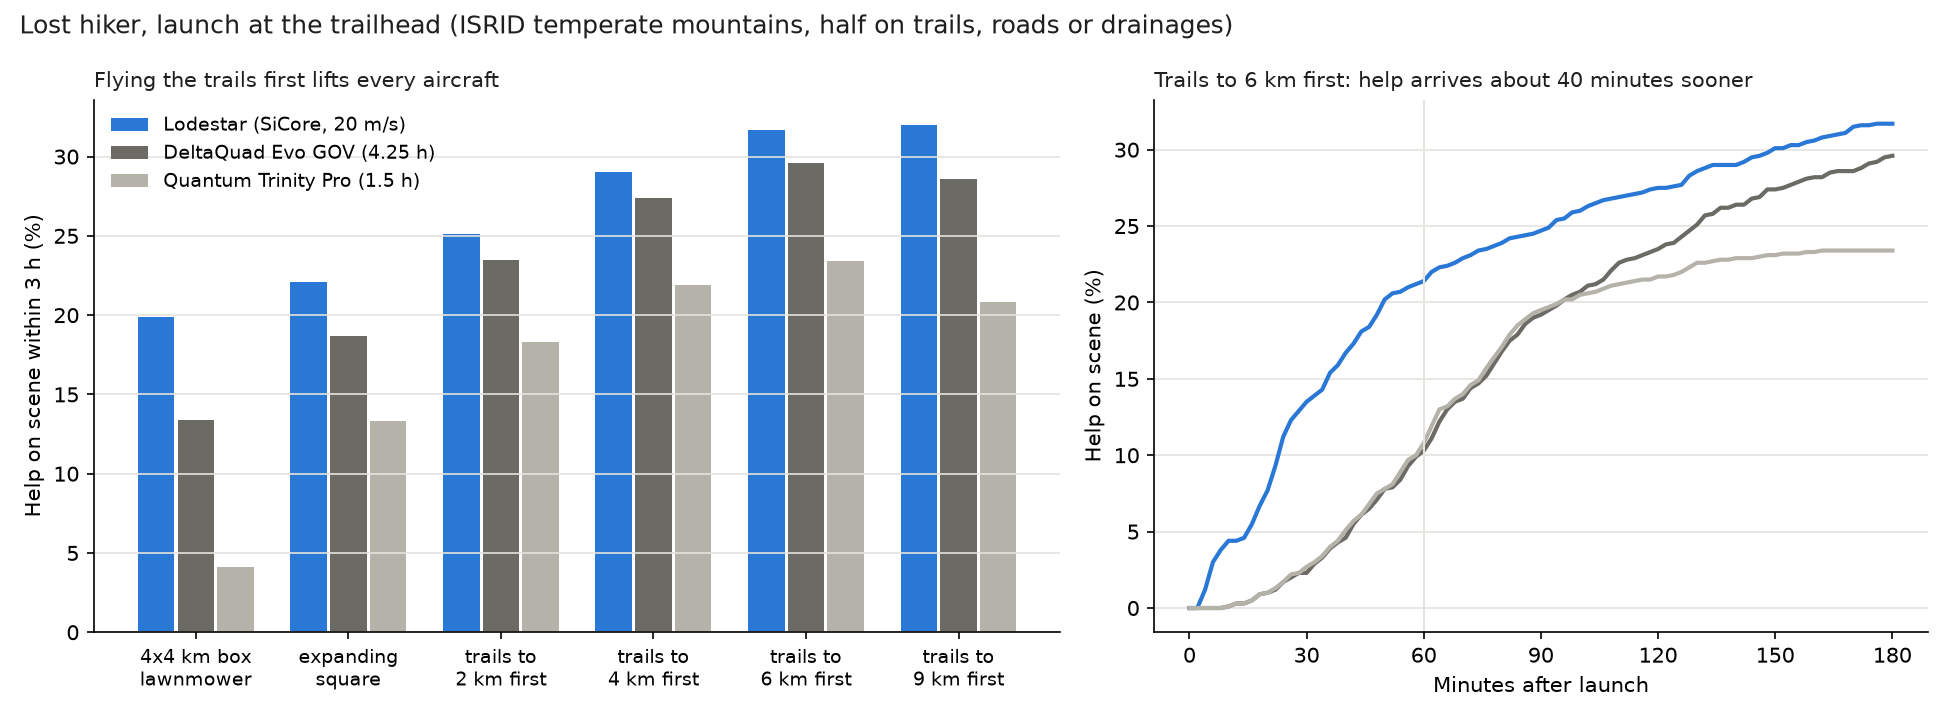 Lost hiker, launch at the trailhead (ISRID temperate mountains, half on trails, roads or drainages)
Flying the trails first lifts every aircraft
Lodestar (SiCore, 20 m/s)
DeltaQuad Evo GOV (4.25 h)
Quantum Trinity Pro (1.5 h)
Help on scene within 3 h (%)
30
25
20
15
10
5
0
4x4 km box
lawnmower
expanding
square
trails to
2 km first
trails to
4 km first
trails to
6 km first
trails to
9 km first
Trails to 6 km first: help arrives about 40 minutes sooner
Help on scene (%)
30
25
20
15
10
5
0
0
30
60
90
120
150
180
Minutes after launch